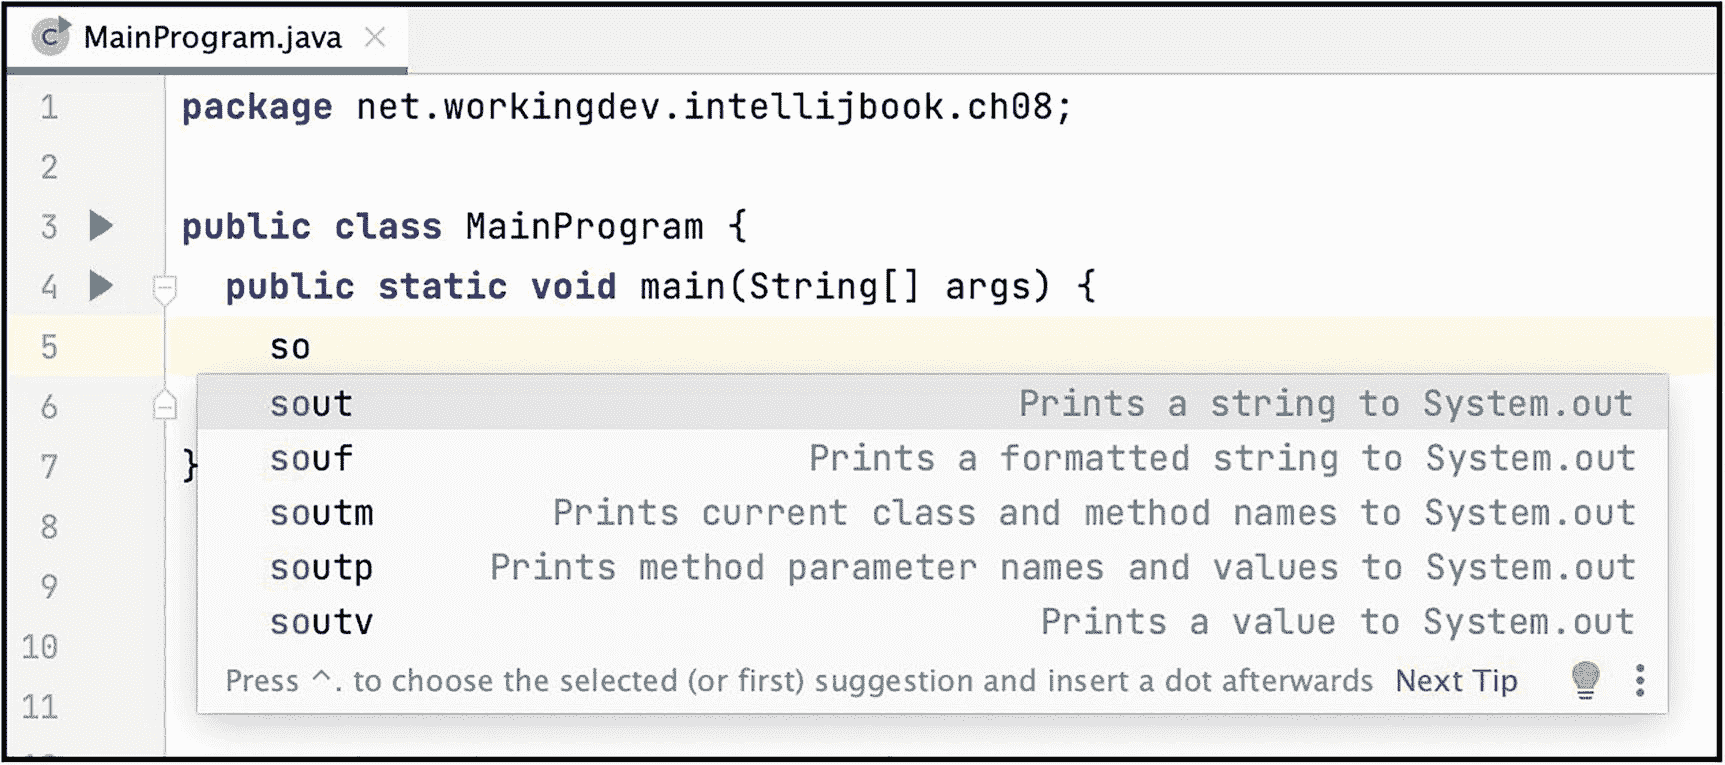 C MainProgram.java
1 package net.workingdev.intellijbook.ch08;
2
3 public class MainProgram {
4 public static void main(String[] args) {
5 so
6 sout Prints a string to System.out
7 } souf Prints a formatted string to System.out
8 soutm Prints current class and method names to System.out
9 soutp Prints method parameter names and values to System.out
10 soutv Prints a value to System.out
11 Press ^. to choose the selected (or first) suggestion and insert a dot afterwards Next Tip